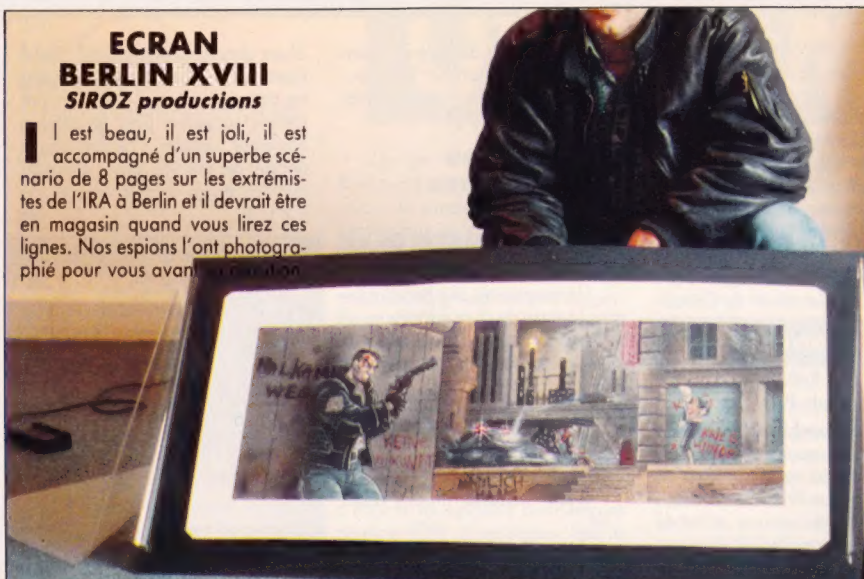 ECRAN
BERLIN XVIII
SIROZ productions
Il est beau, il est joli, il est
accompagné d'un superbe scé-
nario de 8 pages sur les extrémis-
tes de l'IRA à Berlin et il devrait être
en magasin quand vous lirez ces
lignes. Nos espions l'ont photogra-
phié pour vous avant
KEINE